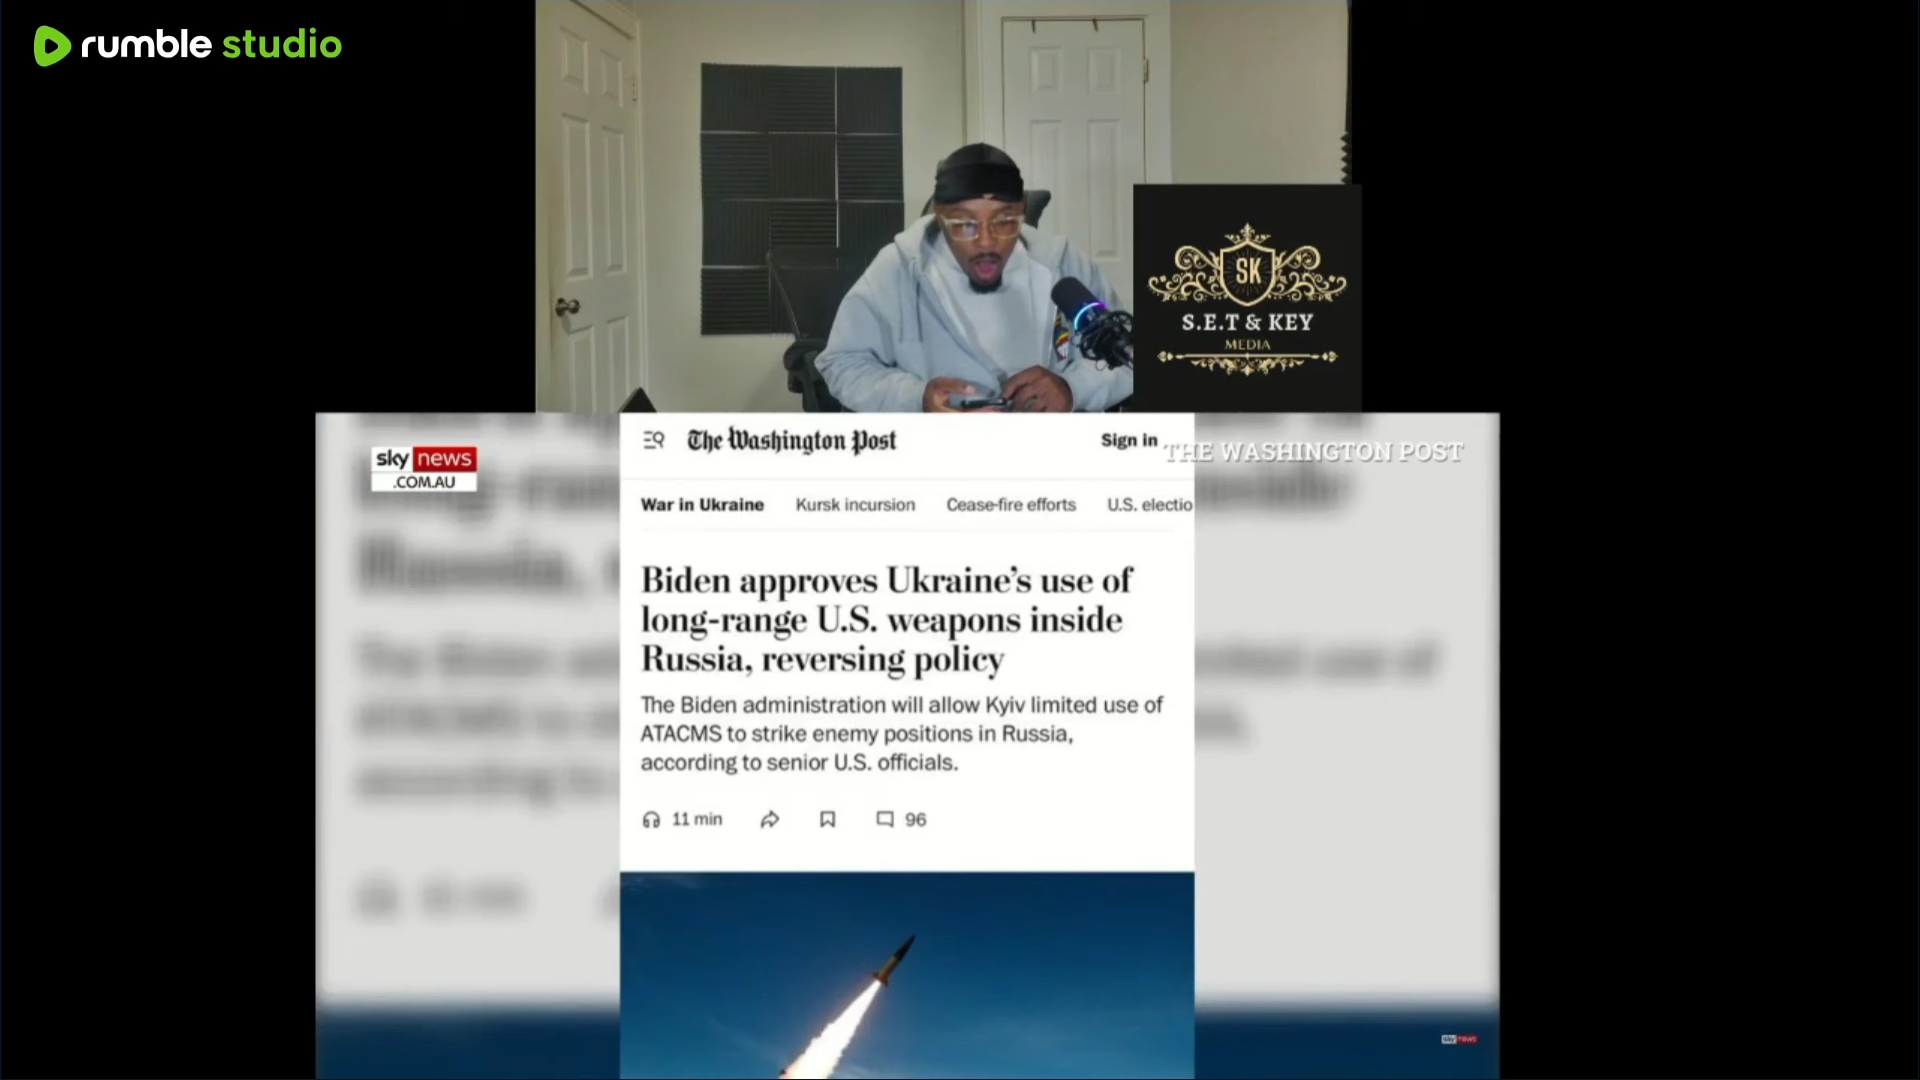 rumble studio
SK
S.E.T & KEY
MEDIA
sky news
.COM.AU
The Washington Post
Sign in
THE WASHINGTON POST
War in Ukraine Kursk incursion Cease-fire efforts U.S. electio
Biden approves Ukraine's use of
long-range U.S. weapons inside
Russia, reversing policy
The Biden administration will allow Kyiv limited use of
ATACMS to strike enemy positions in Russia,
according to senior U.S. officials.
11 min 96
sky news